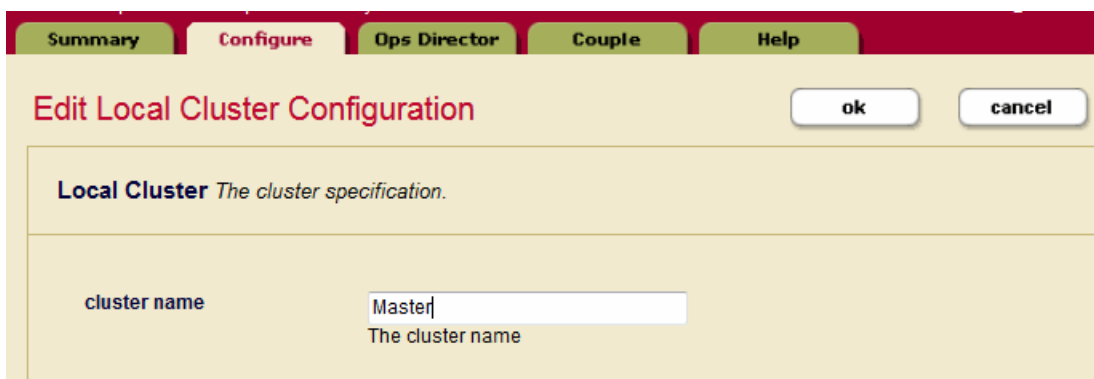 Summary Configure Ops Director Couple Help
Edit Local Cluster Configuration ok cancel
Local Cluster The cluster specification.
cluster name Master
The cluster name